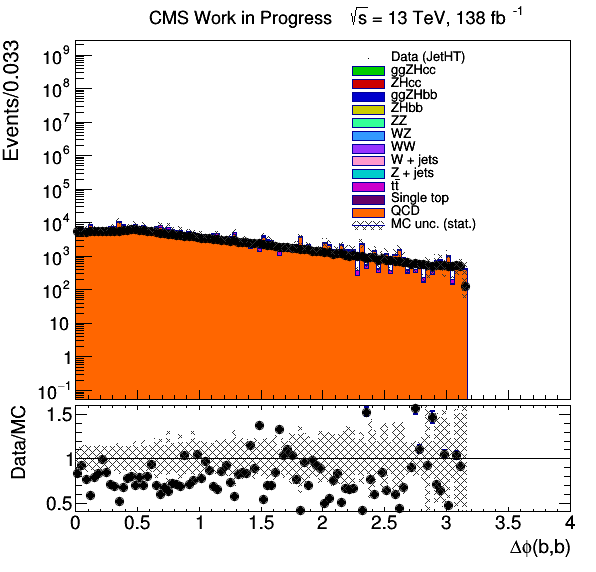 CMS Work in Progress √s = 13 TeV, 138 fb⁻¹
Events/0.033
10⁹
10⁸
10⁷
10⁶
10⁵
10⁴
10³
10²
10
1
10⁻¹
Data (JetHT)
ggZHcc
ZHcc
ggZHbb
ZHbb
ZZ
WZ
WW
W + jets
Z + jets
tt̄
Single top
QCD
MC unc. (stat.)
Data/MC
1.5
1
0.5
0 0.5 1 1.5 2 2.5 3 3.5 4
Δϕ(b,b)